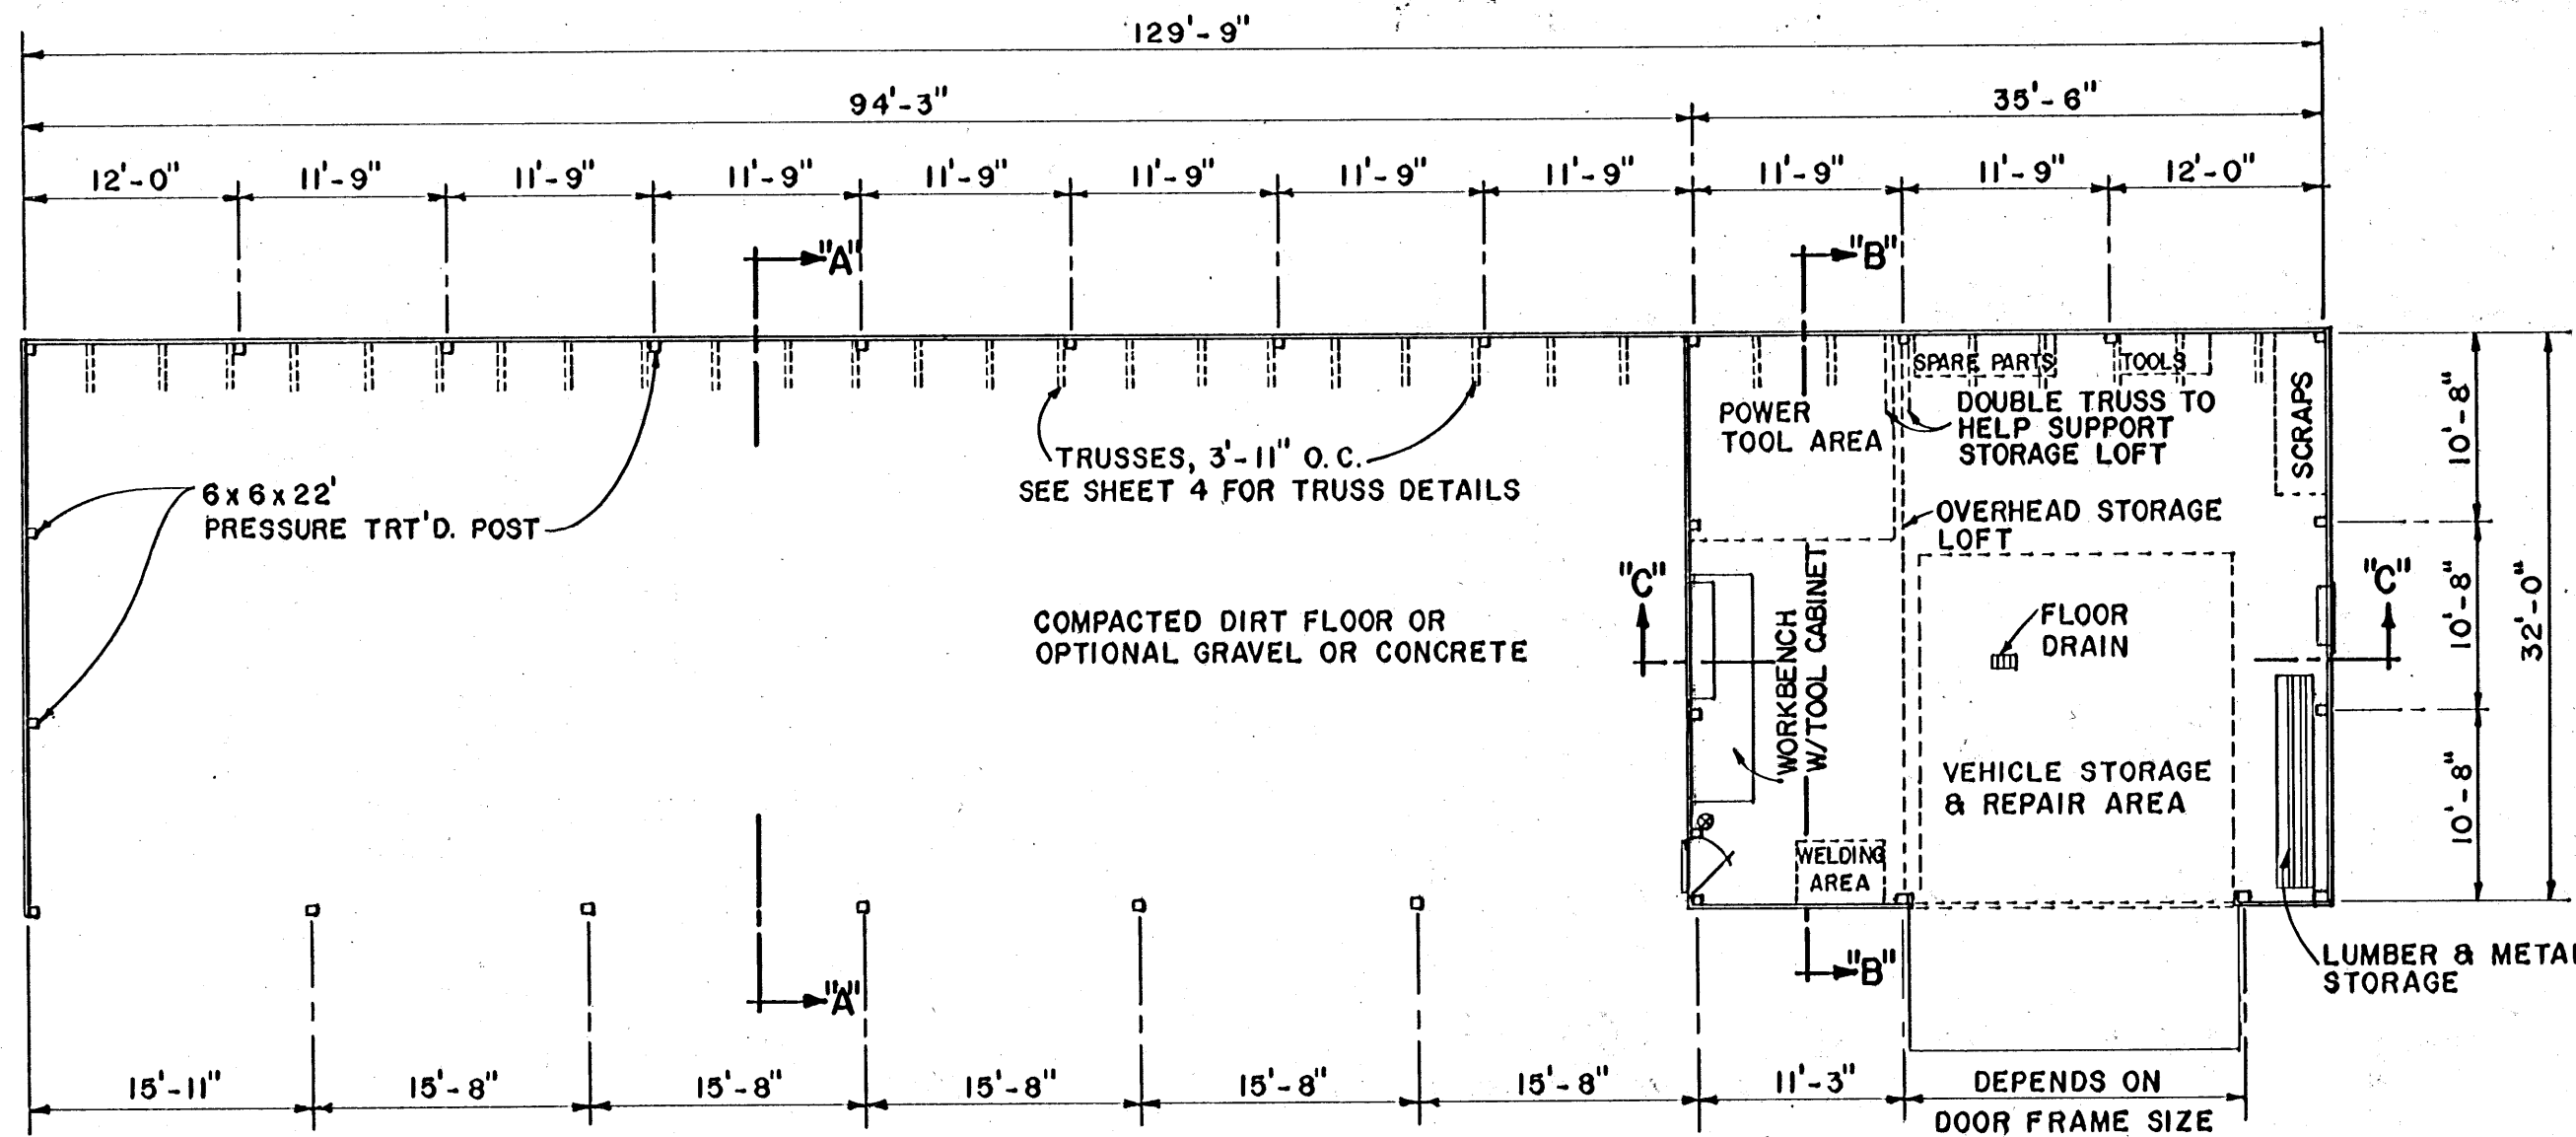 129'-9"
94'-3"
35'-6"
12'-0"
11'-9"
11'-9"
11'-9"
11'-9"
11'-9"
11'-9"
11'-9"
11'-9"
11'-9"
12'-0"
"A"
"B"
SPARE PARTS
TOOLS
SCRAPS
10'-8"
POWER
TOOL AREA
DOUBLE TRUSS TO
HELP SUPPORT
STORAGE LOFT
TRUSSES, 3'-11" O.C.
SEE SHEET 4 FOR TRUSS DETAILS
6 x 6 x 22'
PRESSURE TRT'D. POST
OVERHEAD STORAGE
LOFT
"C"
"C"
10'-8"
32'-0"
COMPACTED DIRT FLOOR OR
OPTIONAL GRAVEL OR CONCRETE
WORKBENCH
W/TOOL CABINET
FLOOR
DRAIN
VEHICLE STORAGE
& REPAIR AREA
10'-8"
WELDING
AREA
LUMBER & META
STORAGE
"A"
"B"
15'-11"
15'-8"
15'-8"
15'-8"
15'-8"
15'-8"
11'-3"
DEPENDS ON
DOOR FRAME SIZE